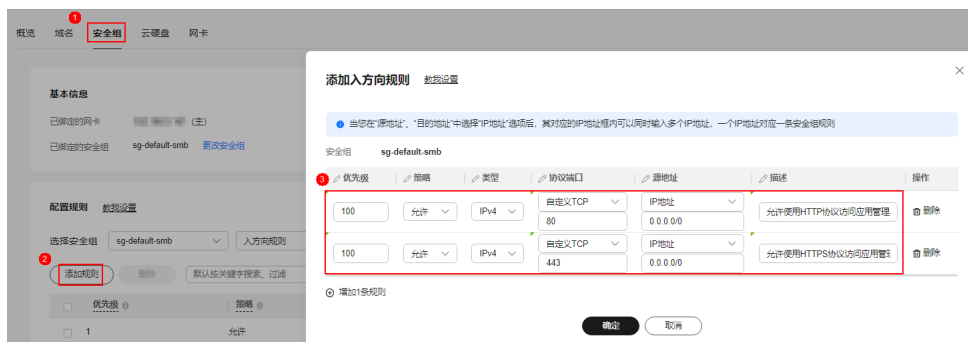 1
概览 域名 安全组 云硬盘 网卡
基本信息
已绑定的网卡 (主)
已绑定的安全组 sg-default-smb 更改安全组
配置规则 教我设置
选择安全组 sg-default-smb 入方向规则
2
添加规则 删除 默认按关键字搜索、过滤
优先级 策略
1 允许
添加入方向规则 教我设置
当您在“源地址”、“目的地址”中选择“IP地址”选项后，其对应的IP地址框内可以同时输入多个IP地址，一个IP地址对应一条安全组规则
安全组 sg-default-smb
3 优先级 策略 类型 协议端口 源地址 描述 操作
100 允许 IPv4 自定义TCP IP地址 允许使用HTTP协议访问应用管理 删除
80 0.0.0.0/0
100 允许 IPv4 自定义TCP IP地址 允许使用HTTPS协议访问应用管 删除
443 0.0.0.0/0
增加1条规则
确定 取消